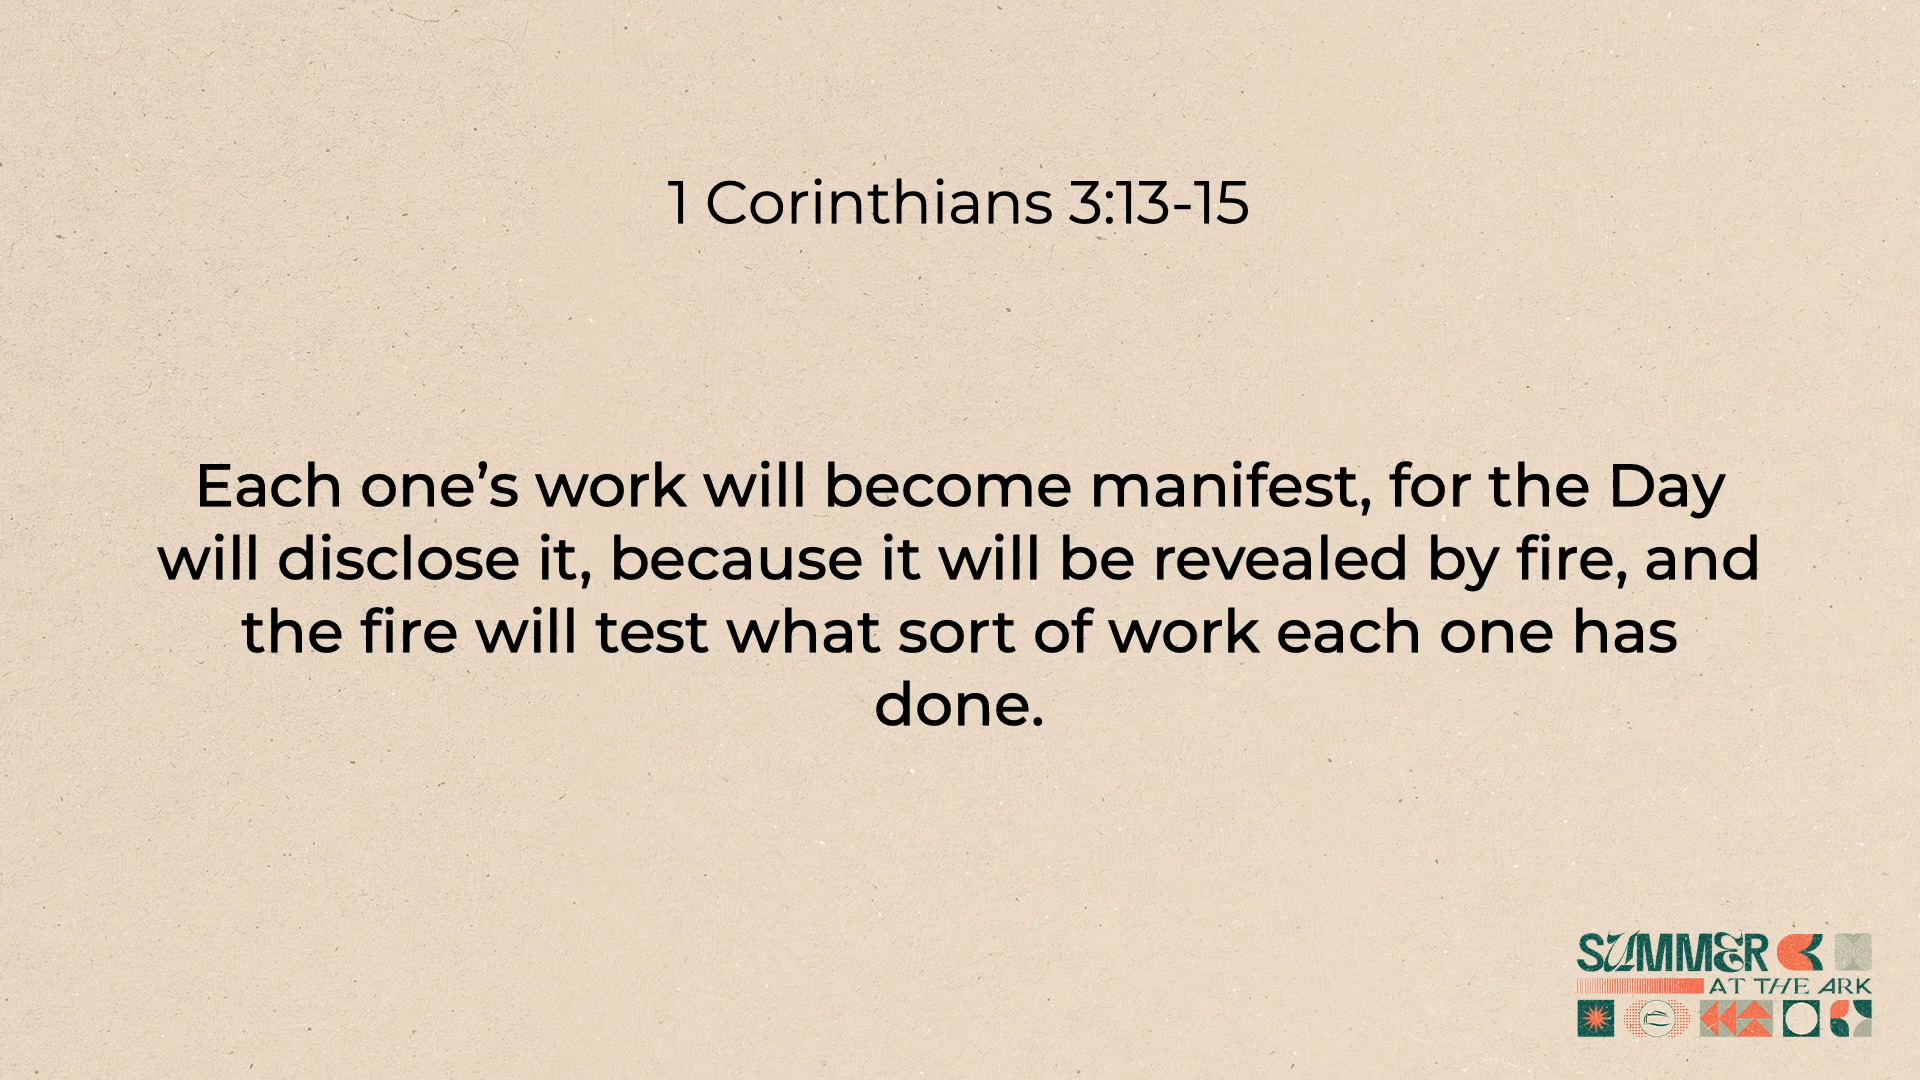 1 Corinthians 3:13-15
Each one’s work will become manifest, for the Day
will disclose it, because it will be revealed by fire, and
the fire will test what sort of work each one has
done.
SUMMER
AT THE ARK